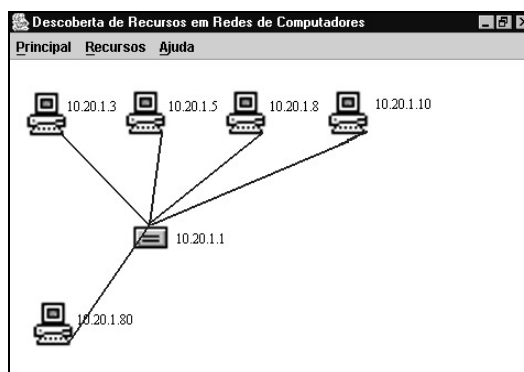 Descoberta de Recursos em Redes de Computadores
Principal Recursos Ajuda
10.20.1.3 10.20.1.5 10.20.1.8 10.20.1.10
10.20.1.1
10.20.1.80